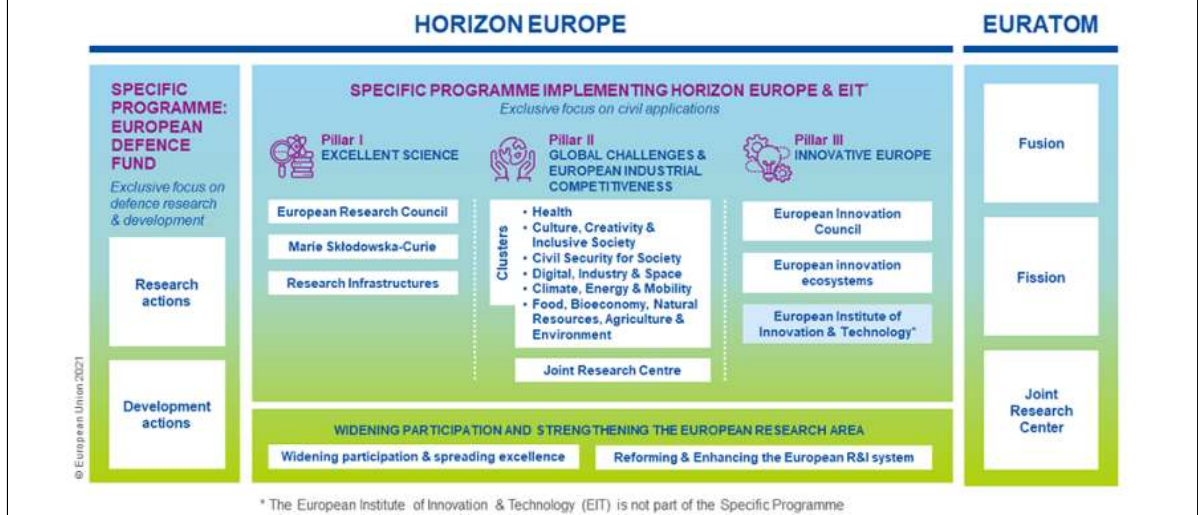 HORIZON EUROPE
EURATOM
SPECIFIC
PROGRAMME:
EUROPEAN
DEFENCE
FUND
Exclusive focus on
defence research
& development
Research
actions
Development
actions
SPECIFIC PROGRAMME IMPLEMENTING HORIZON EUROPE & EIT*
Exclusive focus on civil applications
Pillar I
EXCELLENT SCIENCE
European Research Council
Marie Skłodowska-Curie
Research Infrastructures
Pillar II
GLOBAL CHALLENGES &
EUROPEAN INDUSTRIAL
COMPETITIVENESS
Clusters
• Health
• Culture, Creativity &
Inclusive Society
• Civil Security for Society
• Digital, Industry & Space
• Climate, Energy & Mobility
• Food, Bioeconomy, Natural
Resources, Agriculture &
Environment
Joint Research Centre
Pillar III
INNOVATIVE EUROPE
European Innovation
Council
European innovation
ecosystems
European Institute of
Innovation & Technology*
WIDENING PARTICIPATION AND STRENGTHENING THE EUROPEAN RESEARCH AREA
Widening participation & spreading excellence
Reforming & Enhancing the European R&I system
Fusion
Fission
Joint
Research
Center
© European Union 2021
* The European Institute of Innovation & Technology (EIT) is not part of the Specific Programme